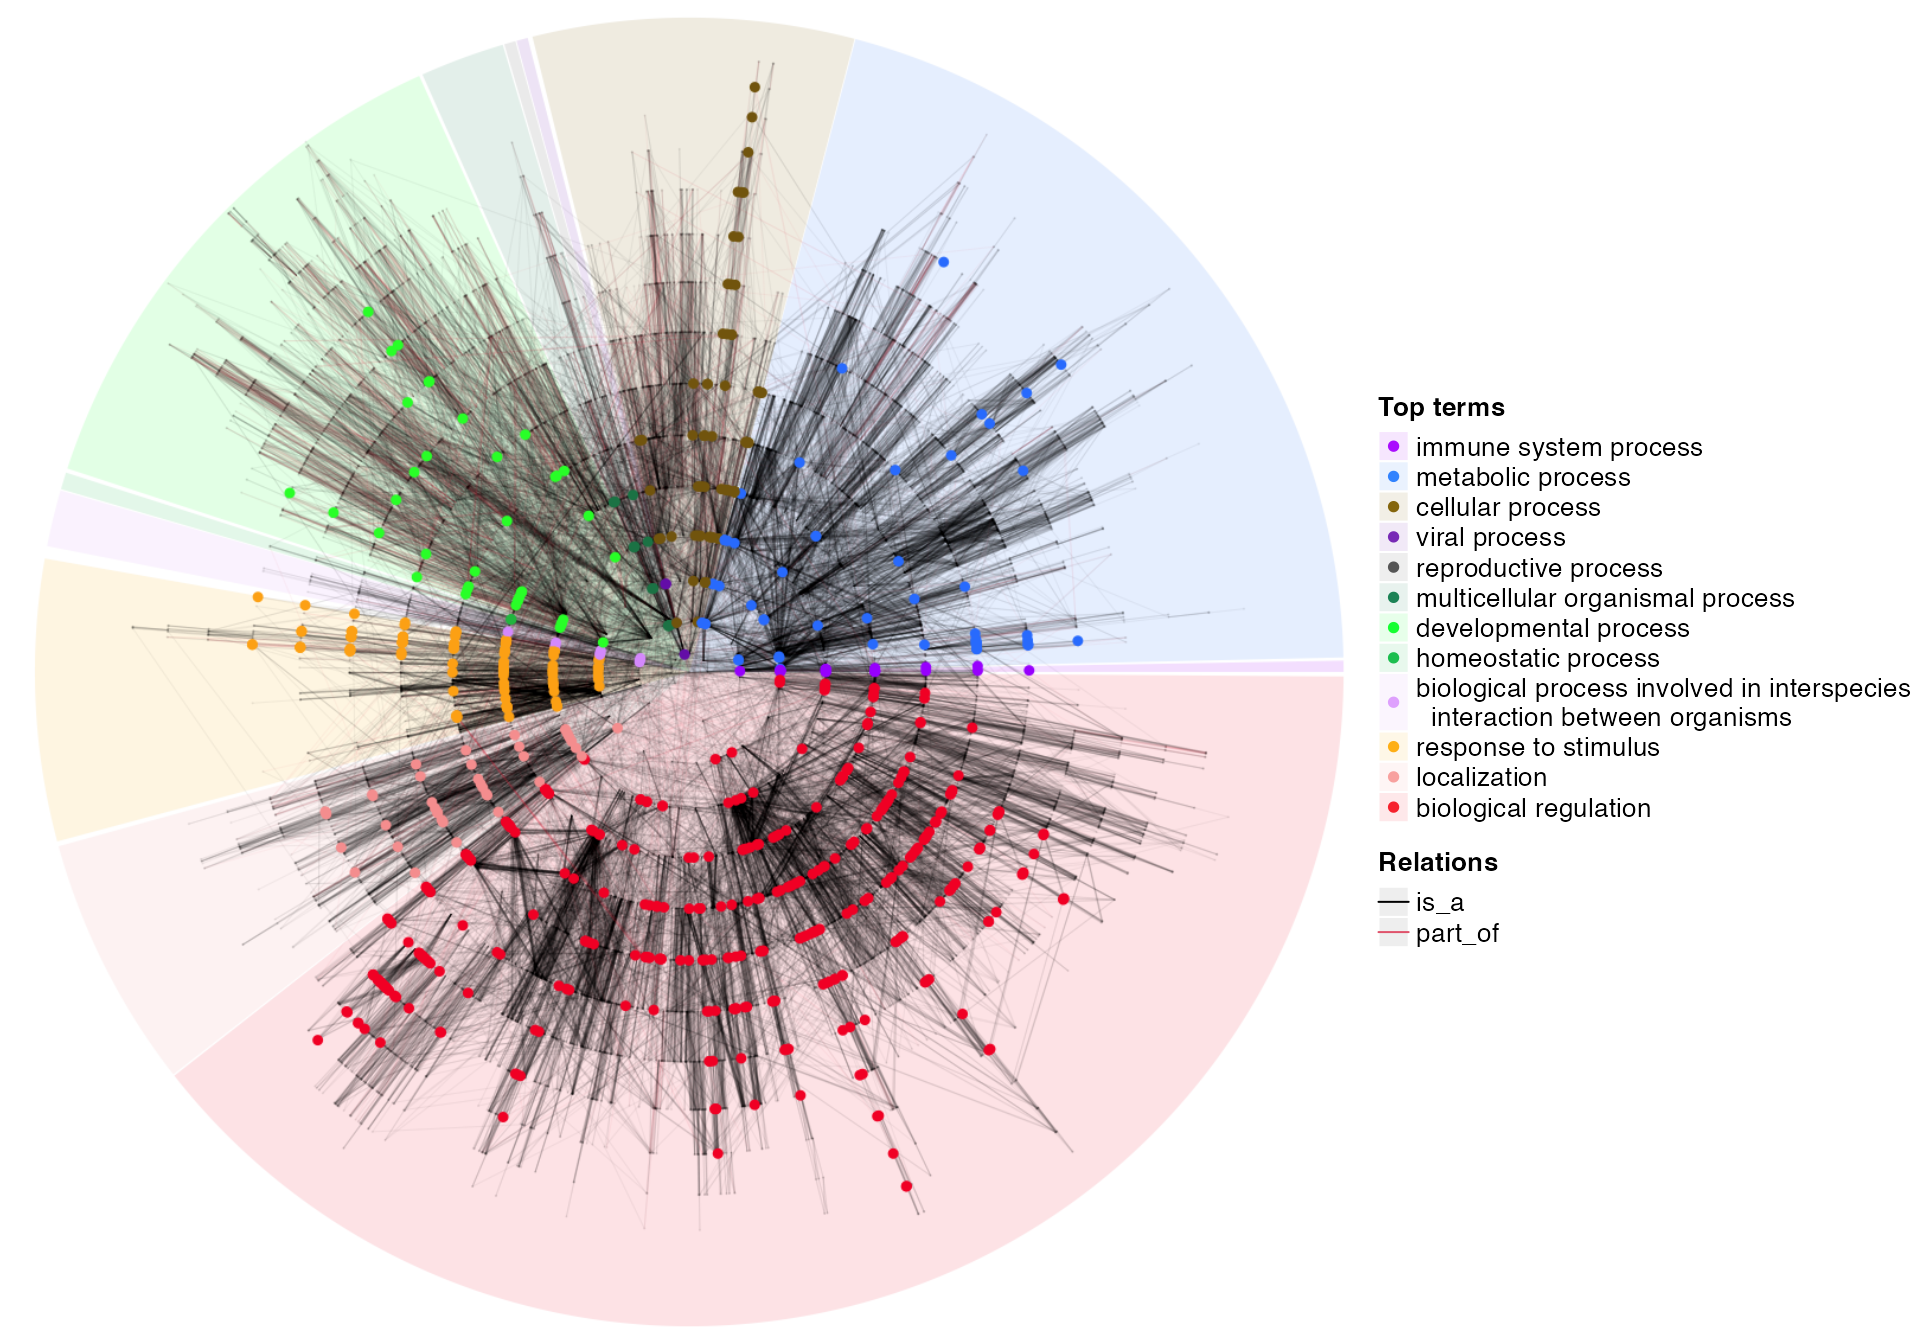 Top terms
immune system process
metabolic process
cellular process
viral process
reproductive process
multicellular organismal process
developmental process
homeostatic process
biological process involved in interspecies
interaction between organisms
response to stimulus
localization
biological regulation
Relations
is_a
part_of